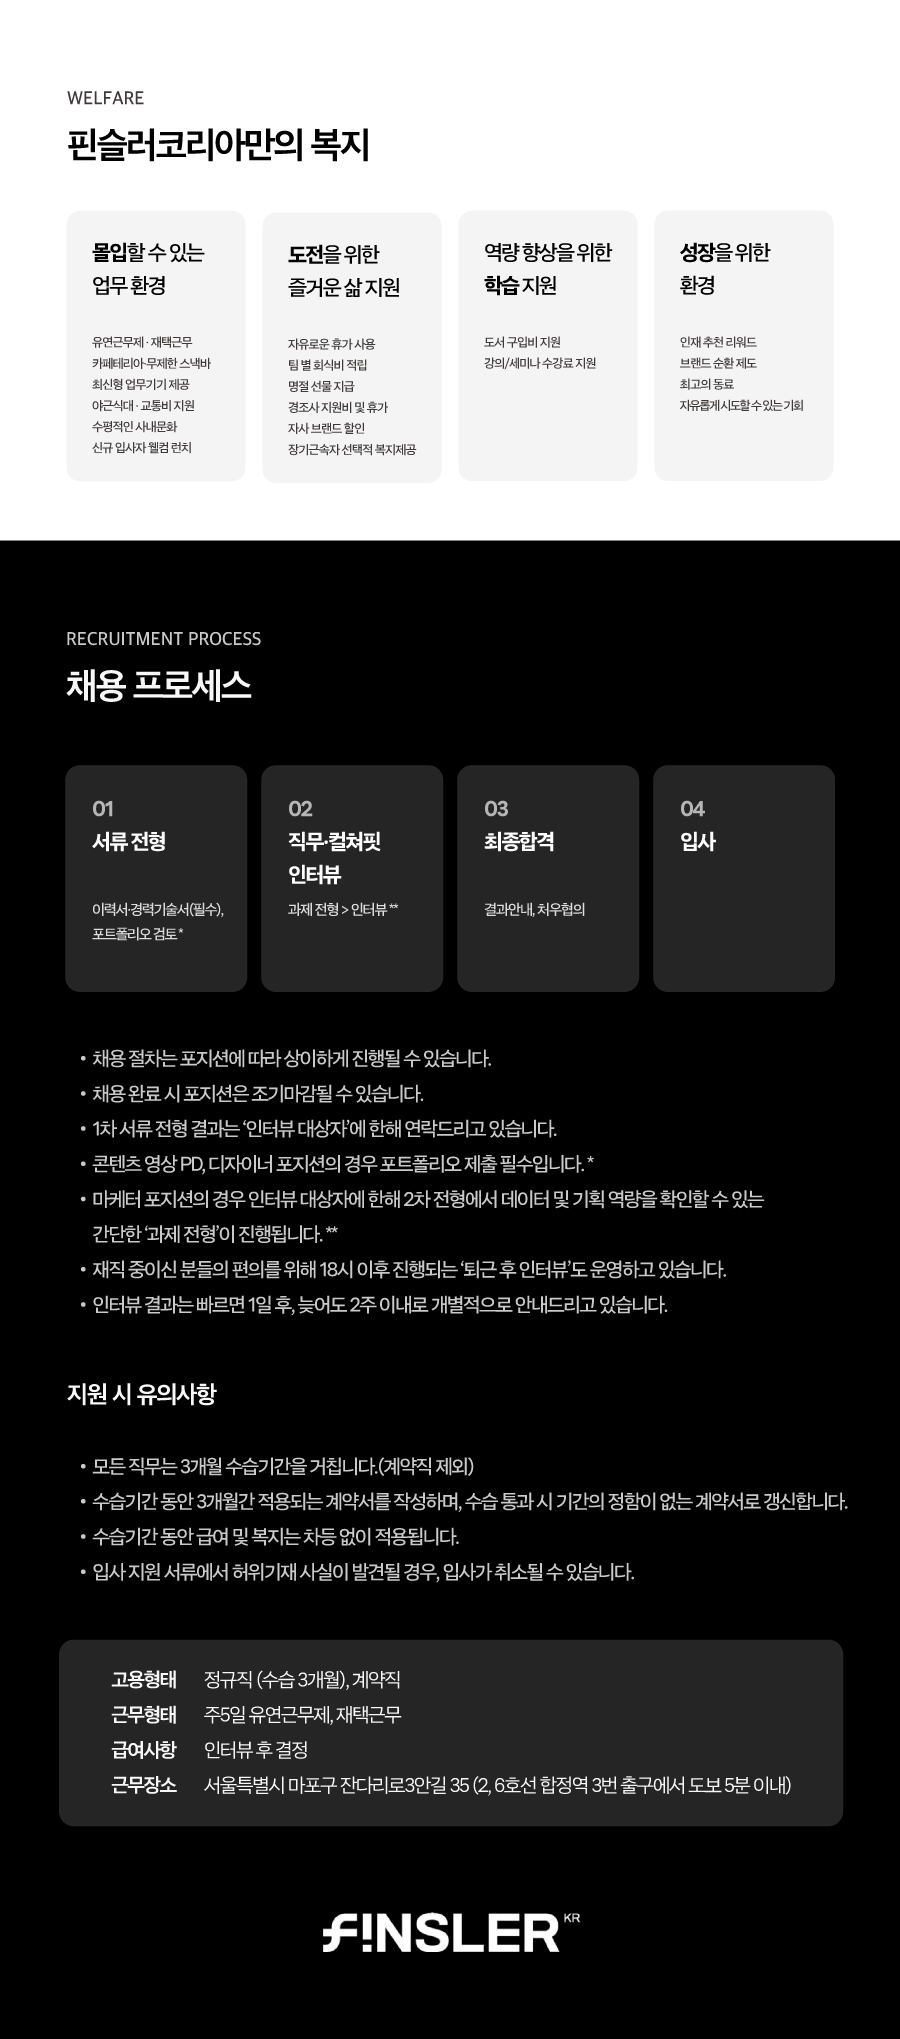 WELFARE
핀슬러코리아만의 복지
몰입할 수 있는
업무 환경
유연근무제 · 재택근무
카페테리아·무제한 스낵바
최신형 업무기기 제공
야근식대 · 교통비 지원
수평적인 사내문화
신규 입사자 웰컴 런치
도전을 위한
즐거운 삶 지원
자유로운 휴가 사용
팀 별 회식비 적립
명절 선물 지급
경조사 지원비 및 휴가
자사 브랜드 할인
장기근속자 선택적 복지제공
역량 향상을 위한
학습 지원
도서 구입비 지원
강의/세미나 수강료 지원
성장을 위한
환경
인재 추천 리워드
브랜드 순환 제도
최고의 동료
자유롭게 시도할 수 있는 기회
RECRUITMENT PROCESS
채용 프로세스
01
서류 전형
이력서·경력기술서(필수),
포트폴리오 검토 *
02
직무·컬쳐핏
인터뷰
과제 전형 > 인터뷰 **
03
최종합격
결과안내, 처우협의
04
입사
• 채용 절차는 포지션에 따라 상이하게 진행될 수 있습니다.
• 채용 완료 시 포지션은 조기마감될 수 있습니다.
• 1차 서류 전형 결과는 ‘인터뷰 대상자’에 한해 연락드리고 있습니다.
• 콘텐츠 영상 PD, 디자이너 포지션의 경우 포트폴리오 제출 필수입니다. *
• 마케터 포지션의 경우 인터뷰 대상자에 한해 2차 전형에서 데이터 및 기획 역량을 확인할 수 있는
간단한 ‘과제 전형’이 진행됩니다. **
• 재직 중이신 분들의 편의를 위해 18시 이후 진행되는 ‘퇴근 후 인터뷰’도 운영하고 있습니다.
• 인터뷰 결과는 빠르면 1일 후, 늦어도 2주 이내로 개별적으로 안내드리고 있습니다.
지원 시 유의사항
• 모든 직무는 3개월 수습기간을 거칩니다.(계약직 제외)
• 수습기간 동안 3개월간 적용되는 계약서를 작성하며, 수습 통과 시 기간의 정함이 없는 계약서로 갱신합니다.
• 수습기간 동안 급여 및 복지는 차등 없이 적용됩니다.
• 입사 지원 서류에서 허위기재 사실이 발견될 경우, 입사가 취소될 수 있습니다.
고용형태 정규직 (수습 3개월), 계약직
근무형태 주5일 유연근무제, 재택근무
급여사항 인터뷰 후 결정
근무장소 서울특별시 마포구 잔다리로3안길 35 (2, 6호선 합정역 3번 출구에서 도보 5분 이내)
FINSLER KR